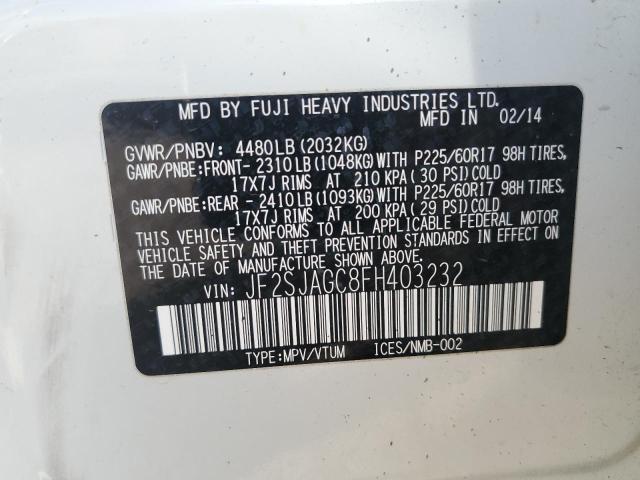 MFD BY FUJI HEAVY INDUSTRIES LTD.
MFD IN 02/14
GVWR/PNBV: 4480LB (2032KG)
GAWR/PNBE:FRONT- 2310LB (1048KG) WITH P225/60R17 98H TIRES,
17X7J RIMS AT 210 KPA ( 30 PSI) COLD
GAWR/PNBE:REAR - 2410LB (1093KG) WITH P225/60R17 98H TIRES,
17X7J RIMS AT 200 KPA ( 29 PSI) COLD
THIS VEHICLE CONFORMS TO ALL APPLICABLE FEDERAL MOTOR
VEHICLE SAFETY AND THEFT PREVENTION STANDARDS IN EFFECT ON
THE DATE OF MANUFACTURE SHOWN ABOVE.
VIN: JF2SJAGC8FH403232
TYPE:MPV/VTUM ICES/NMB-002